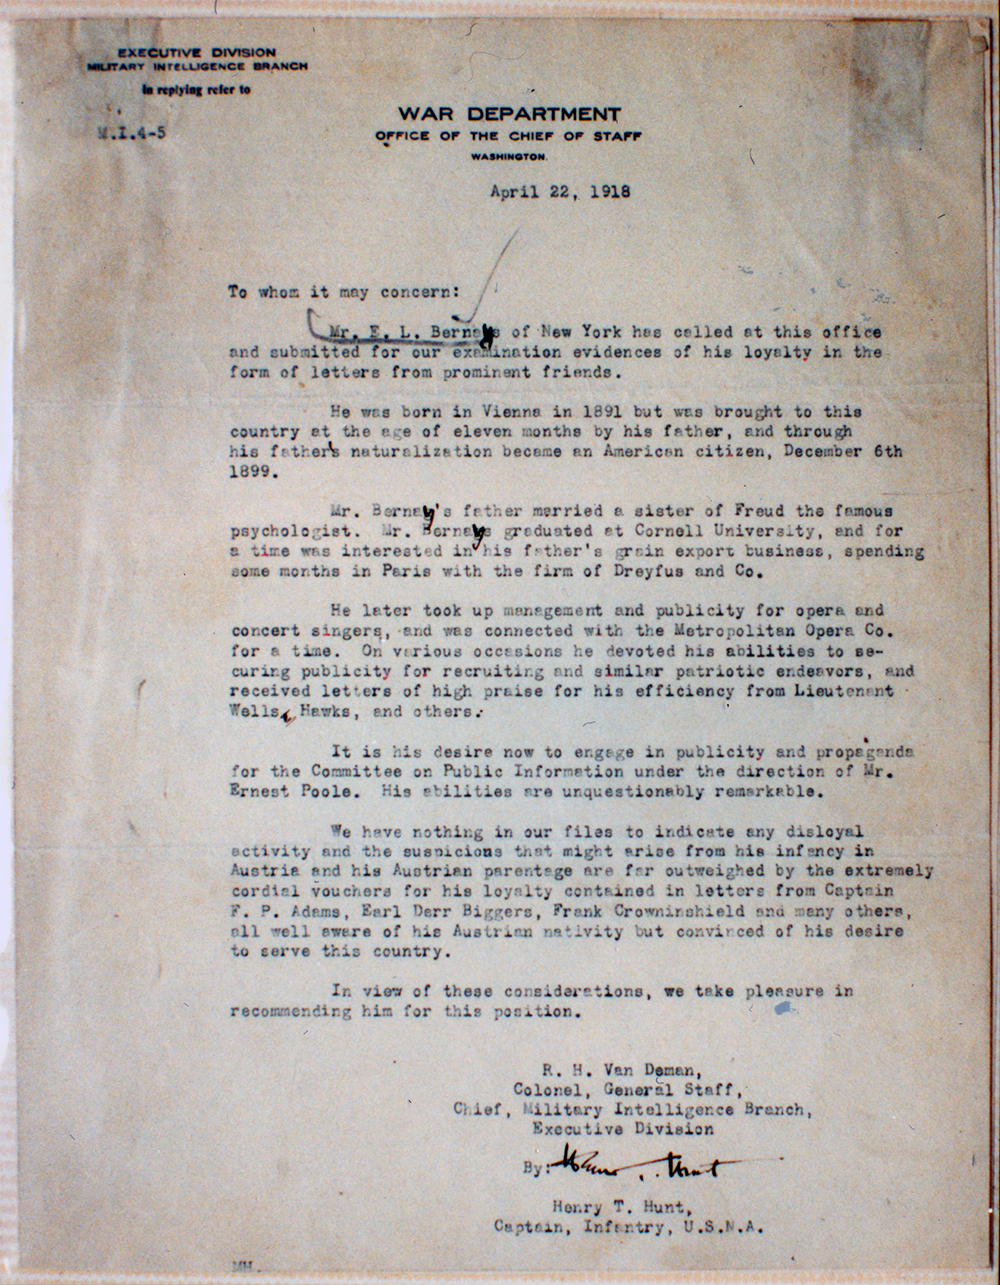 EXECUTIVE DIVISION
MILITARY INTELLIGENCE BRANCH
In replying refer to
M.I.4-5
WAR DEPARTMENT
OFFICE OF THE CHIEF OF STAFF
WASHINGTON.
April 22, 1918
To whom it may concern:
Mr. E. L. Bernays of New York has called at this office
and submitted for our examination evidences of his loyalty in the
form of letters from prominent friends.
He was born in Vienna in 1891 but was brought to this
country at the age of eleven months by his father, and through
his father's naturalization became an American citizen, December 6th
1899.
Mr. Bernay's father married a sister of Freud the famous
psychologist. Mr. Bernays graduated at Cornell University, and for
a time was interested in his father's grain export business, spending
some months in Paris with the firm of Dreyfus and Co.
He later took up management and publicity for opera and
concert singers, and was connected with the Metropolitan Opera Co.
for a time. On various occasions he devoted his abilities to se-
curing publicity for recruiting and similar patriotic endeavors, and
received letters of high praise for his efficiency from Lieutenant
Wells, Hawks, and others.
It is his desire now to engage in publicity and propaganda
for the Committee on Public Information under the direction of Mr.
Ernest Poole. His abilities are unquestionably remarkable.
We have nothing in our files to indicate any disloyal
activity and the suspicions that might arise from his infancy in
Austria and his Austrian parentage are far outweighed by the extremely
cordial vouchers for his loyalty contained in letters from Captain
F. P. Adams, Earl Derr Biggers, Frank Crowninshield and many others,
all well aware of his Austrian nativity but convinced of his desire
to serve this country.
In view of these considerations, we take pleasure in
recommending him for this position.
R. H. Van Deman,
Colonel, General Staff,
Chief, Military Intelligence Branch,
Executive Division
By: Henry T. Hunt
Henry T. Hunt,
Captain, Infantry, U.S.N.A.
MH.